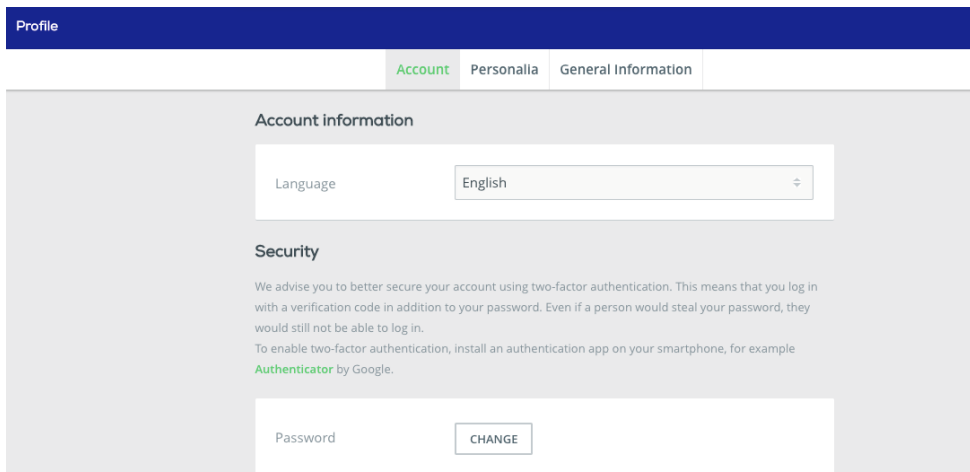 Profile
Account Personalia General Information
Account information
Language English
Security
We advise you to better secure your account using two-factor authentication. This means that you log in
with a verification code in addition to your password. Even if a person would steal your password, they
would still not be able to log in.
To enable two-factor authentication, install an authentication app on your smartphone, for example
Authenticator by Google.
Password CHANGE